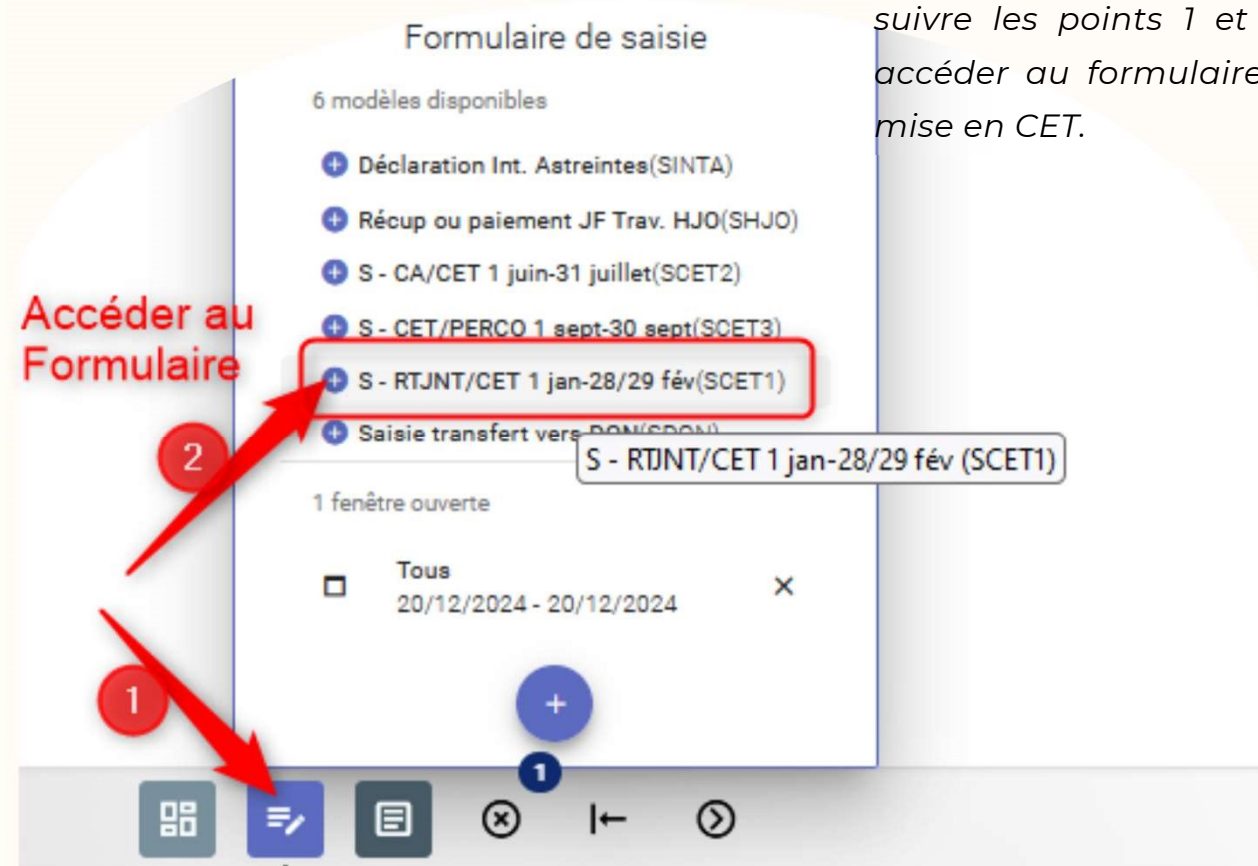 Formulaire de saisie
suivre les points 1 et
accéder au formulaire
mise en CET.
6 modèles disponibles
Déclaration Int. Astreintes(SINTA)
Récup ou paiement JF Trav. HJO(SHJO)
S - CA/CET 1 juin-31 juillet(SCET2)
Accéder au
Formulaire
S - CET/PERCO 1 sept-30 sept(SCET3)
S - RTJNT/CET 1 jan-28/29 fév(SCET1)
2
Saisie transfert vers DON(SDON)
S - RTJNT/CET 1 jan-28/29 fév (SCET1)
1 fenêtre ouverte
Tous
20/12/2024 - 20/12/2024
1
1